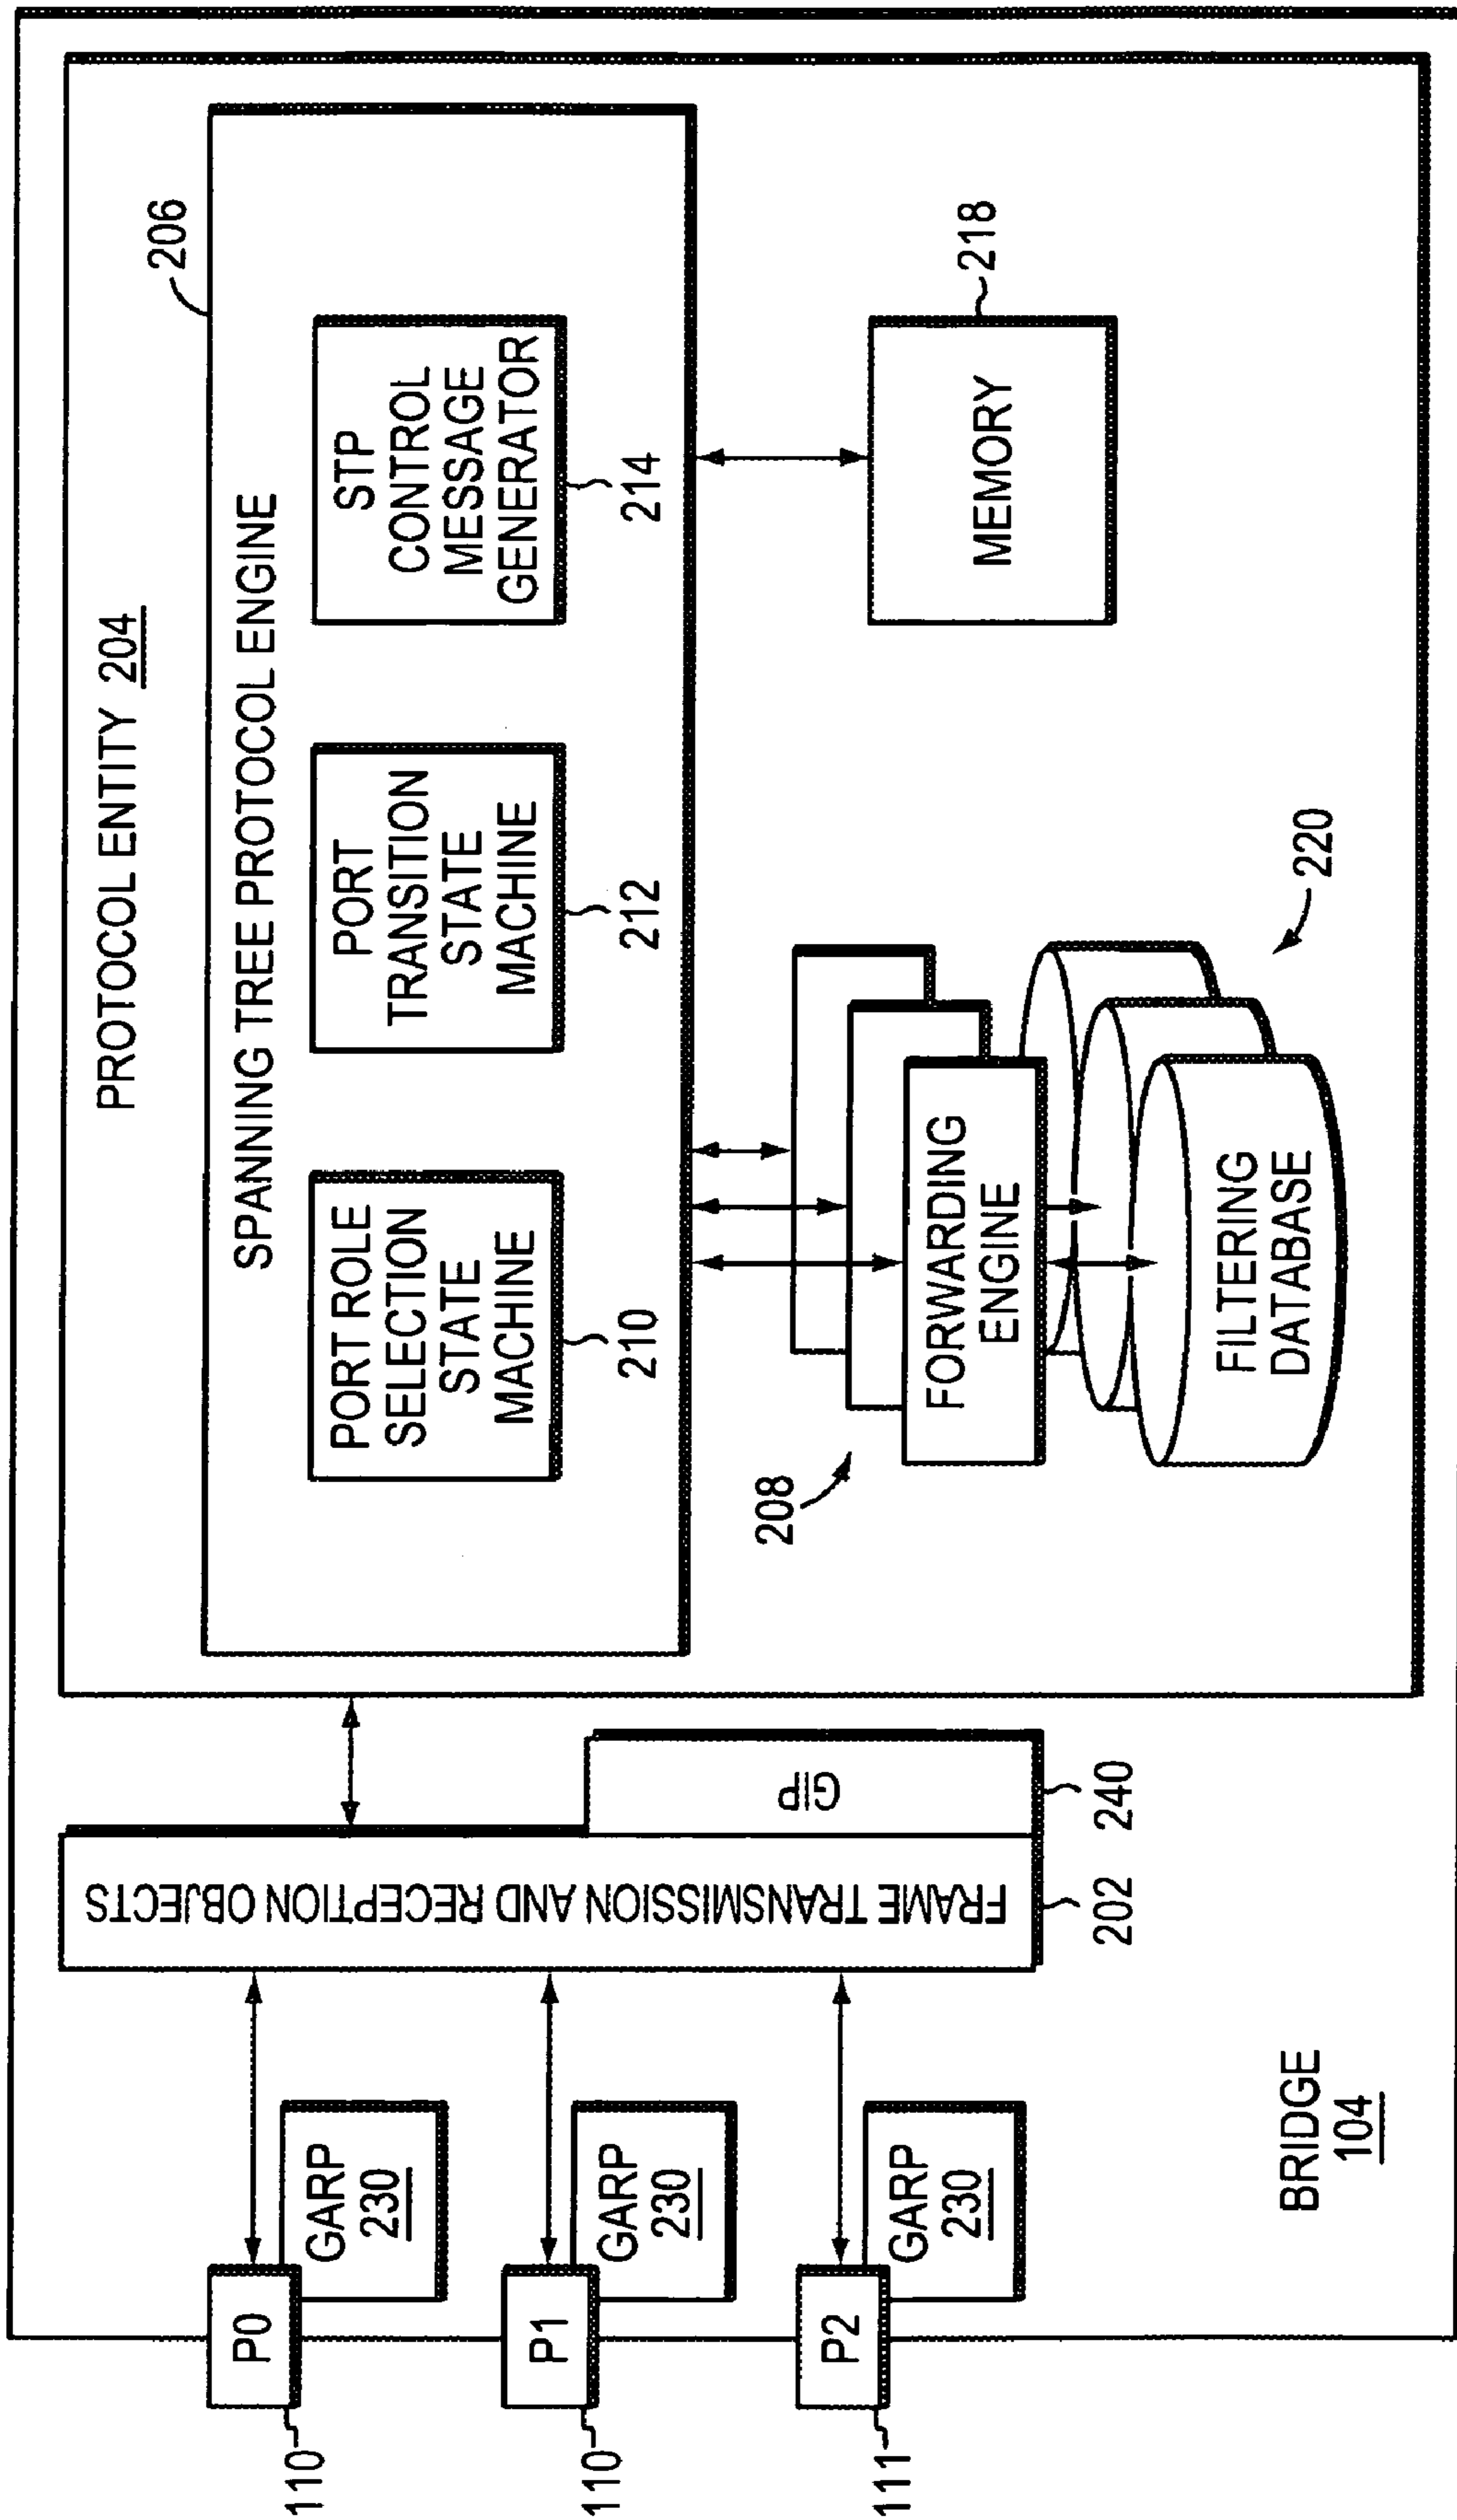 PROTOCOL ENTITY 204
206
SPANNING TREE PROTOCOL ENGINE
PORT ROLE
SELECTION
STATE
MACHINE
210
PORT
TRANSITION
STATE
MACHINE
212
STP
CONTROL
MESSAGE
GENERATOR
214
208
FORWARDING
ENGINE
FILTERING
DATABASE
220
MEMORY
218
FRAME TRANSMISSION AND RECEPTION OBJECTS
202
GIP
240
P0
110
GARP
230
P1
110
GARP
230
P2
111
GARP
230
BRIDGE
104